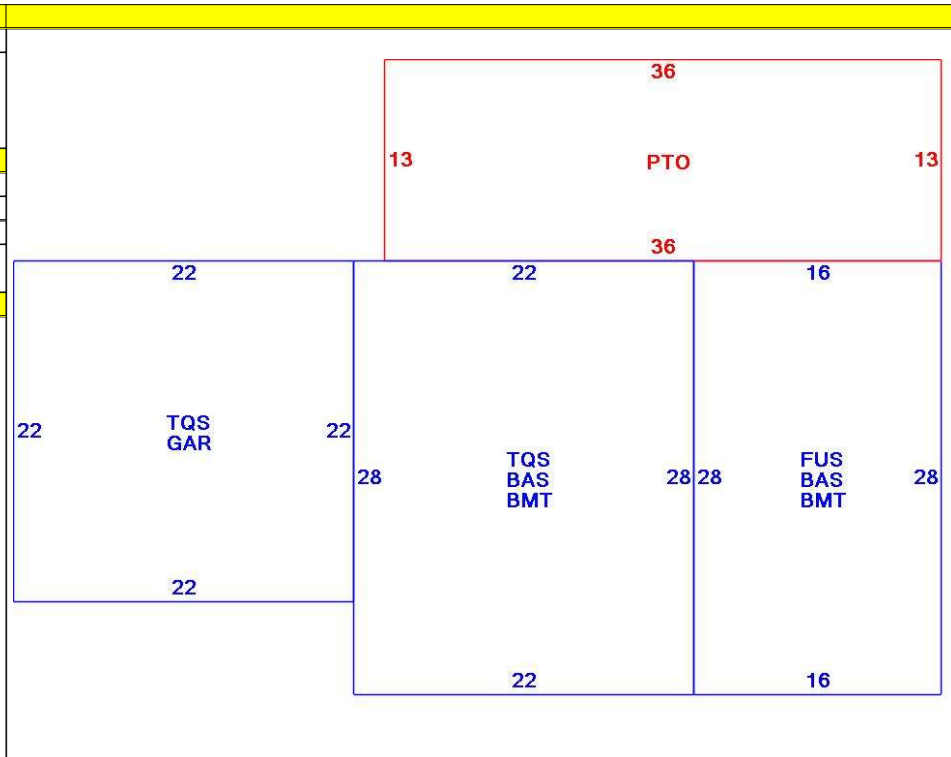 36
13 PTO 13
36
22 22 16
22 TQS 22
GAR
28 TQS 28 28 FUS 28
BAS BAS
BMT BMT
22
22 16